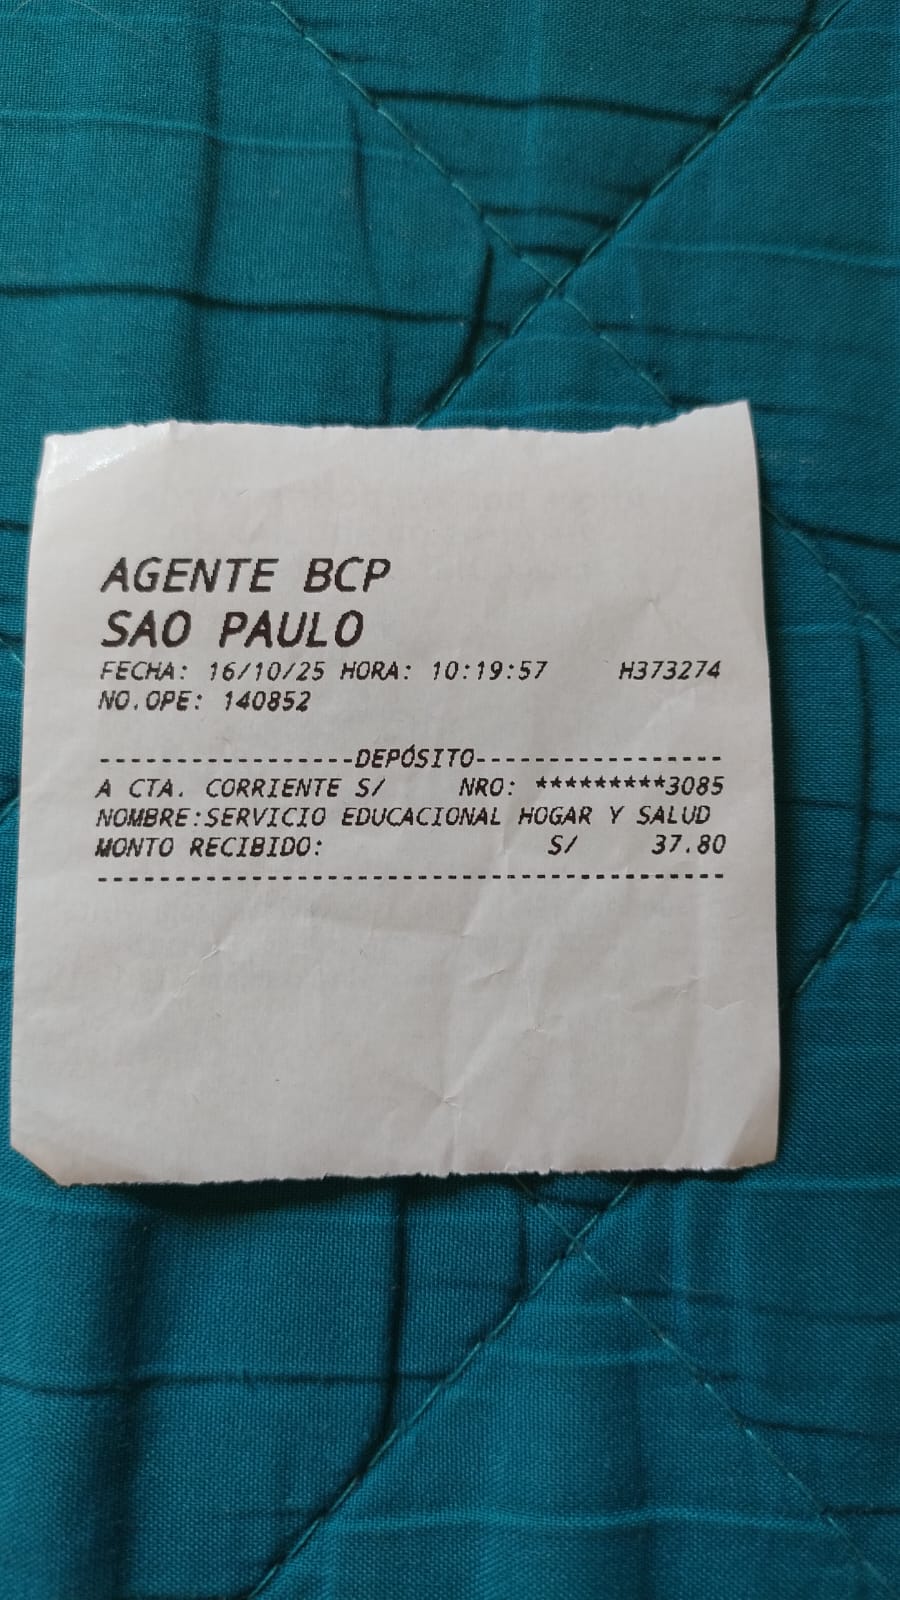 AGENTE BCP
SAO PAULO
FECHA: 16/10/25 HORA: 10:19:57 H373274
NO.OPE: 140852
-----------------DEPÓSITO----------------
A CTA. CORRIENTE S/ NRO: *********3085
NOMBRE:SERVICIO EDUCACIONAL HOGAR Y SALUD
MONTO RECIBIDO: S/ 37.80
-----------------------------------------